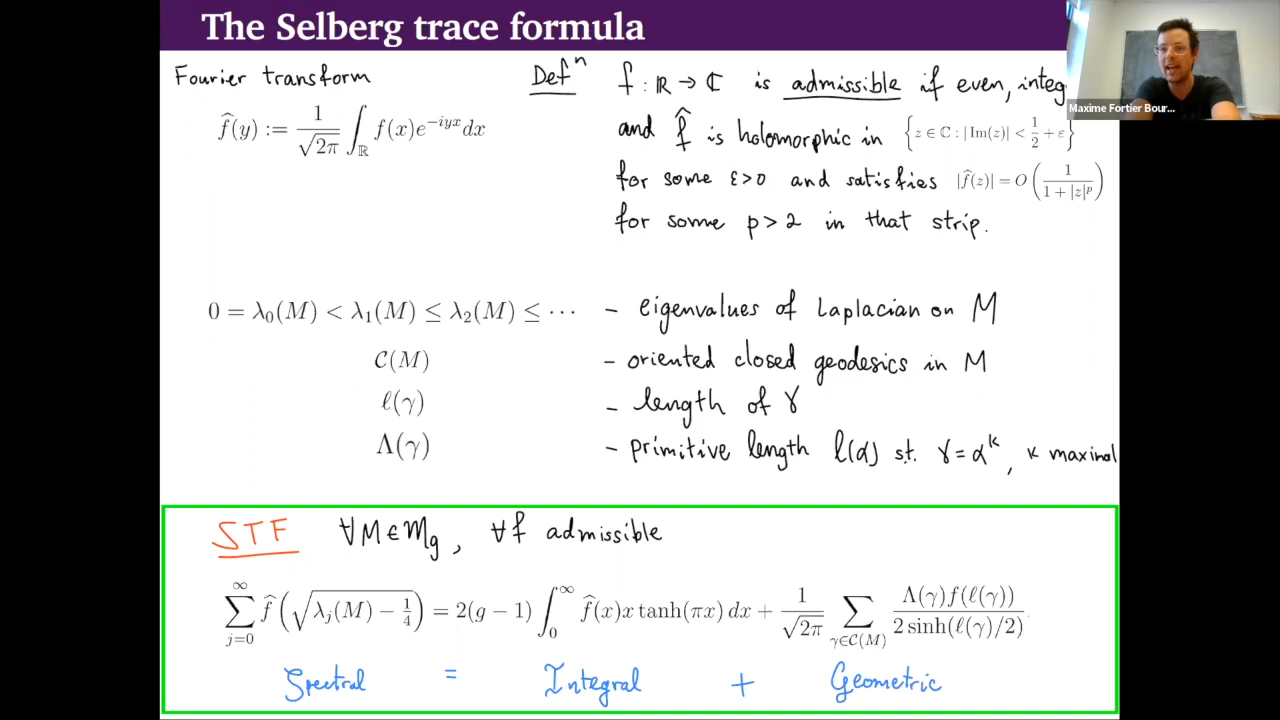 The Selberg trace formula
Fourier transform
f̂(y) := 1/√2π ∫_ℝ f(x)e^{−iyx}dx
Defⁿ f : ℝ → ℂ is admissible if even, integ
Maxime Fortier Bour...
and f̂ is holomorphic in {z ∈ ℂ : |Im(z)| < 1/2 + ε}
for some ε>0 and satisfies |f̂(z)| = O(1/(1 + |z|^p))
for some p > 2 in that strip.
0 = λ₀(M) < λ₁(M) ≤ λ₂(M) ≤ ··· – eigenvalues of Laplacian on M
C(M) – oriented closed geodesics in M
ℓ(γ) – length of γ
Λ(γ) – primitive length ℓ(α) st. γ = α^k, k maximal
STF ∀M∈M_g, ∀f admissible
∑_{j=0}^{∞} f̂(√(λ_j(M) − 1/4)) = 2(g − 1) ∫_0^∞ f̂(x)x tanh(πx) dx + 1/√2π ∑_{γ∈C(M)} Λ(γ)f(ℓ(γ))/(2 sinh(ℓ(γ)/2))
Spectral = Integral + Geometric